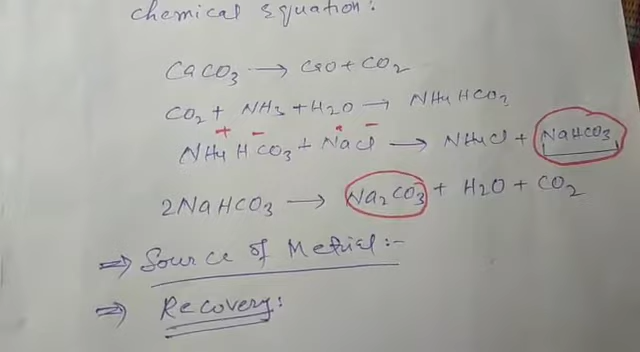 chemical Equation:
CaCO3 → CaO + CO2
CO2 + NH3 + H2O → NH4HCO3
+ - + -
NH4HCO3 + NaCl → NH4Cl + NaHCO3
2NaHCO3 → Na2CO3 + H2O + CO2
⇒ Source of Metrial:-
⇒ Recovery: